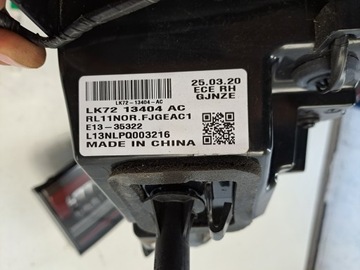 LK72-13404-AC
25.03.20
ECE RH
GJNZE
LK72 13404 AC
RL11NOR.FJGEAC1
E13-35322
L13NLPQ003216
MADE IN CHINA